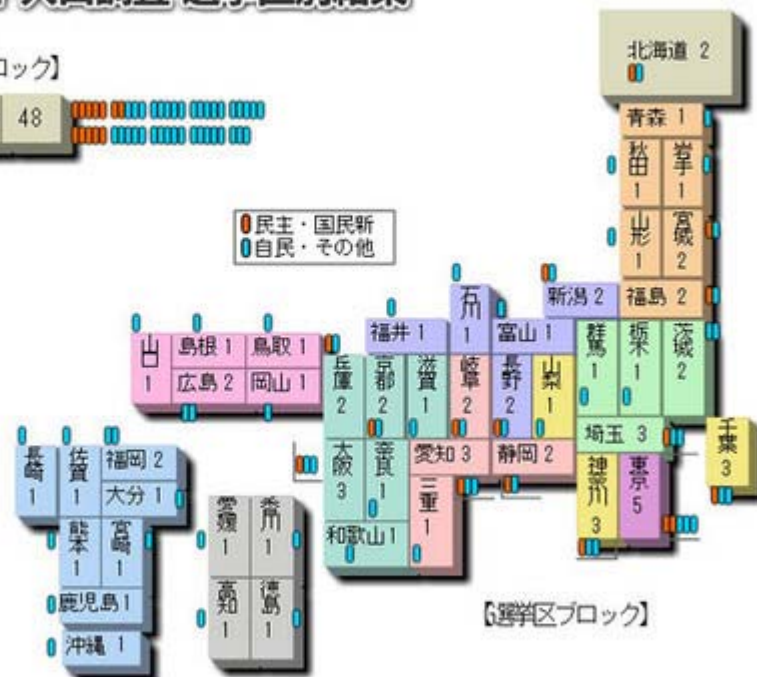 選挙区別結果
ロック】
48
民主・国民新
自民・その他
北海道 2
青森 1
秋田 1
岩手 1
山形 1
宮城 2
新潟 2
福島 2
石川 1
福井 1
富山 1
群馬 1
栃木 1
茨城 2
山口 1
島根 1
鳥取 1
広島 2
岡山 1
兵庫 2
京都 2
滋賀 1
岐阜 2
長野 2
山梨 1
埼玉 3
千葉 3
大阪 3
奈良 1
愛知 3
静岡 2
神奈川 3
東京 5
三重 1
和歌山 1
長崎 1
佐賀 1
福岡 2
大分 1
熊本 1
宮崎 1
鹿児島 1
沖縄 1
愛媛 1
香川 1
高知 1
徳島 1
【G選挙区ブロック】